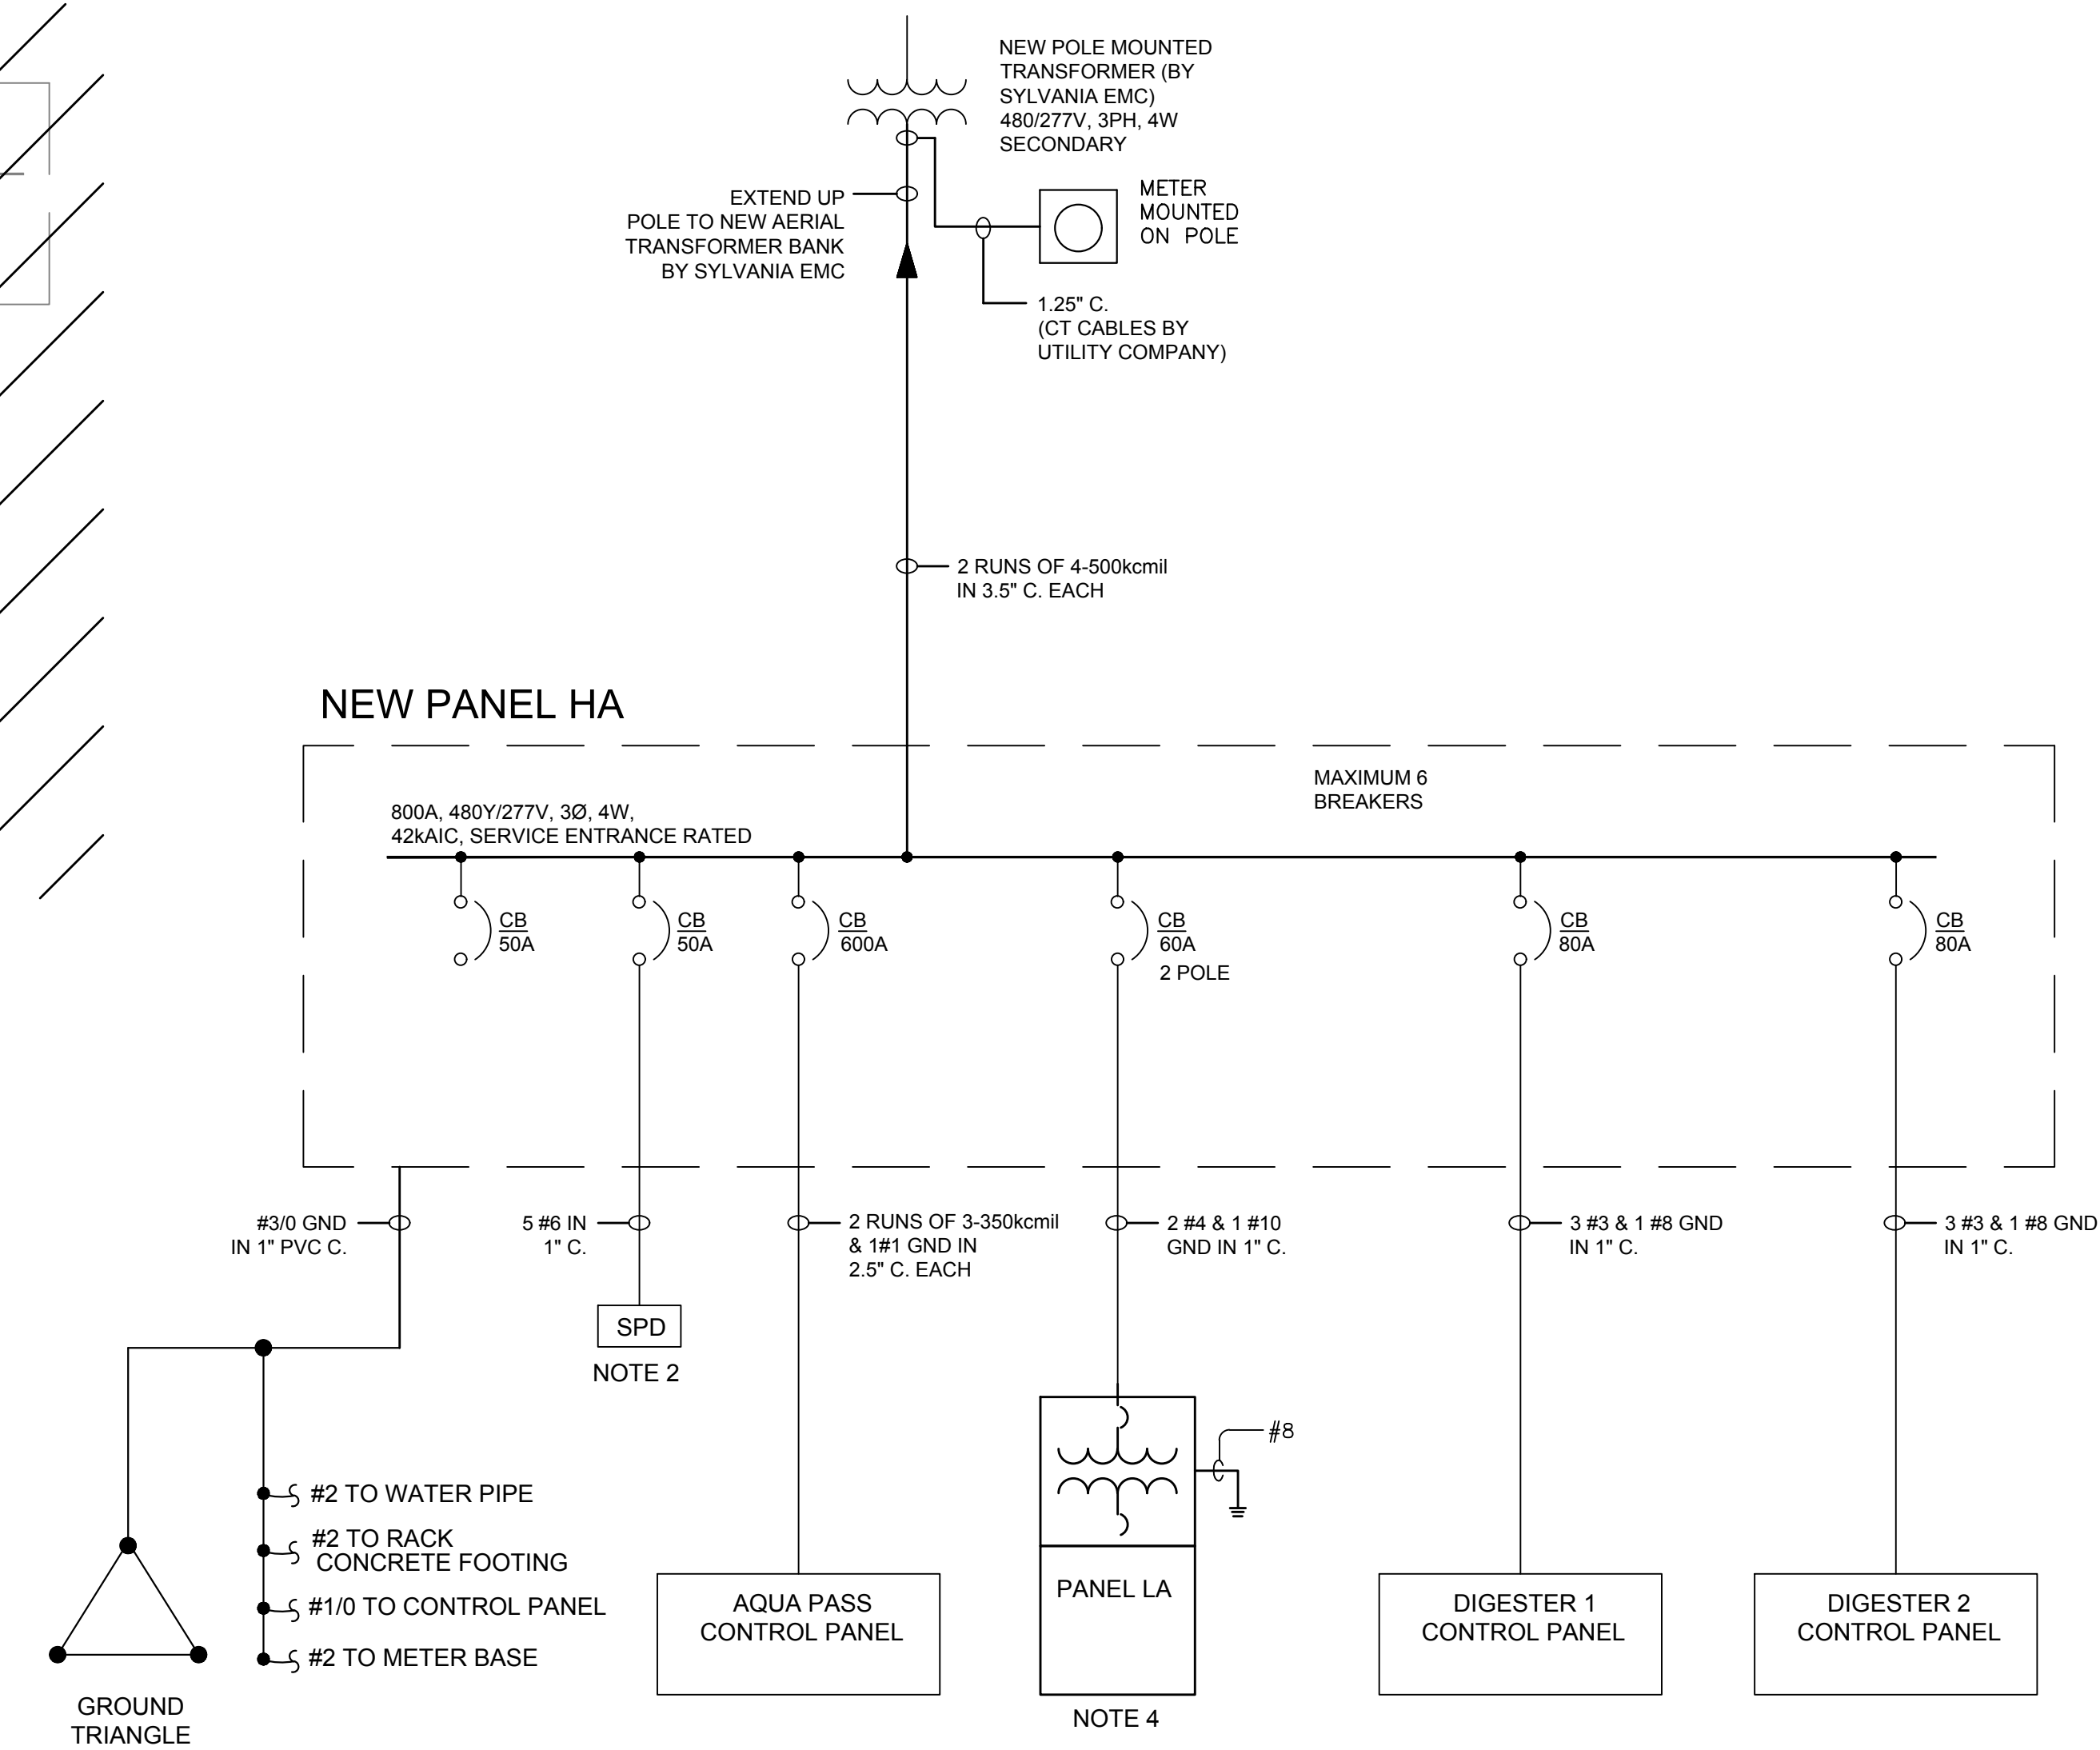 NEW POLE MOUNTED
TRANSFORMER (BY
SYLVANIA EMC)
480/277V, 3PH, 4W
SECONDARY
METER
MOUNTED
ON POLE
EXTEND UP
POLE TO NEW AERIAL
TRANSFORMER BANK
BY SYLVANIA EMC
1.25" C.
(CT CABLES BY
UTILITY COMPANY)
2 RUNS OF 4-500kcmil
IN 3.5" C. EACH
NEW PANEL HA
MAXIMUM 6
BREAKERS
800A, 480Y/277V, 3Ø, 4W,
42kAIC, SERVICE ENTRANCE RATED
CB
50A
CB
50A
CB
600A
CB
60A
2 POLE
CB
80A
CB
80A
#3/0 GND
IN 1" PVC C.
5 #6 IN
1" C.
2 RUNS OF 3-350kcmil
& 1#1 GND IN
2.5" C. EACH
2 #4 & 1 #10
GND IN 1" C.
3 #3 & 1 #8 GND
IN 1" C.
3 #3 & 1 #8 GND
IN 1" C.
SPD
NOTE 2
#8
#2 TO WATER PIPE
#2 TO RACK
CONCRETE FOOTING
#1/0 TO CONTROL PANEL
#2 TO METER BASE
GROUND
TRIANGLE
AQUA PASS
CONTROL PANEL
PANEL LA
NOTE 4
DIGESTER 1
CONTROL PANEL
DIGESTER 2
CONTROL PANEL